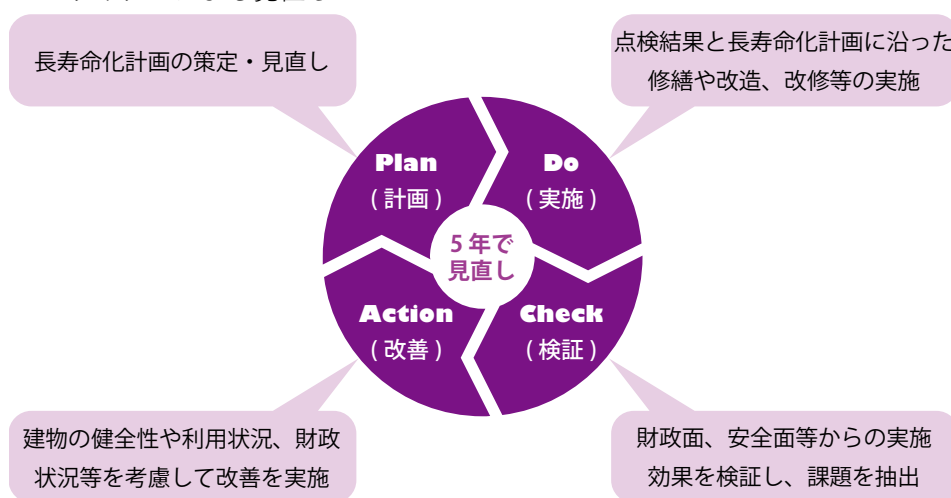 長寿命化計画の策定・見直し
点検結果と長寿命化計画に沿った
修繕や改造、改修等の実施
Plan
(計画)
Do
(実施)
5年で
見直し
Action
(改善)
Check
(検証)
建物の健全性や利用状況、財政
状況等を考慮して改善を実施
財政面、安全面等からの実施
効果を検証し、課題を抽出